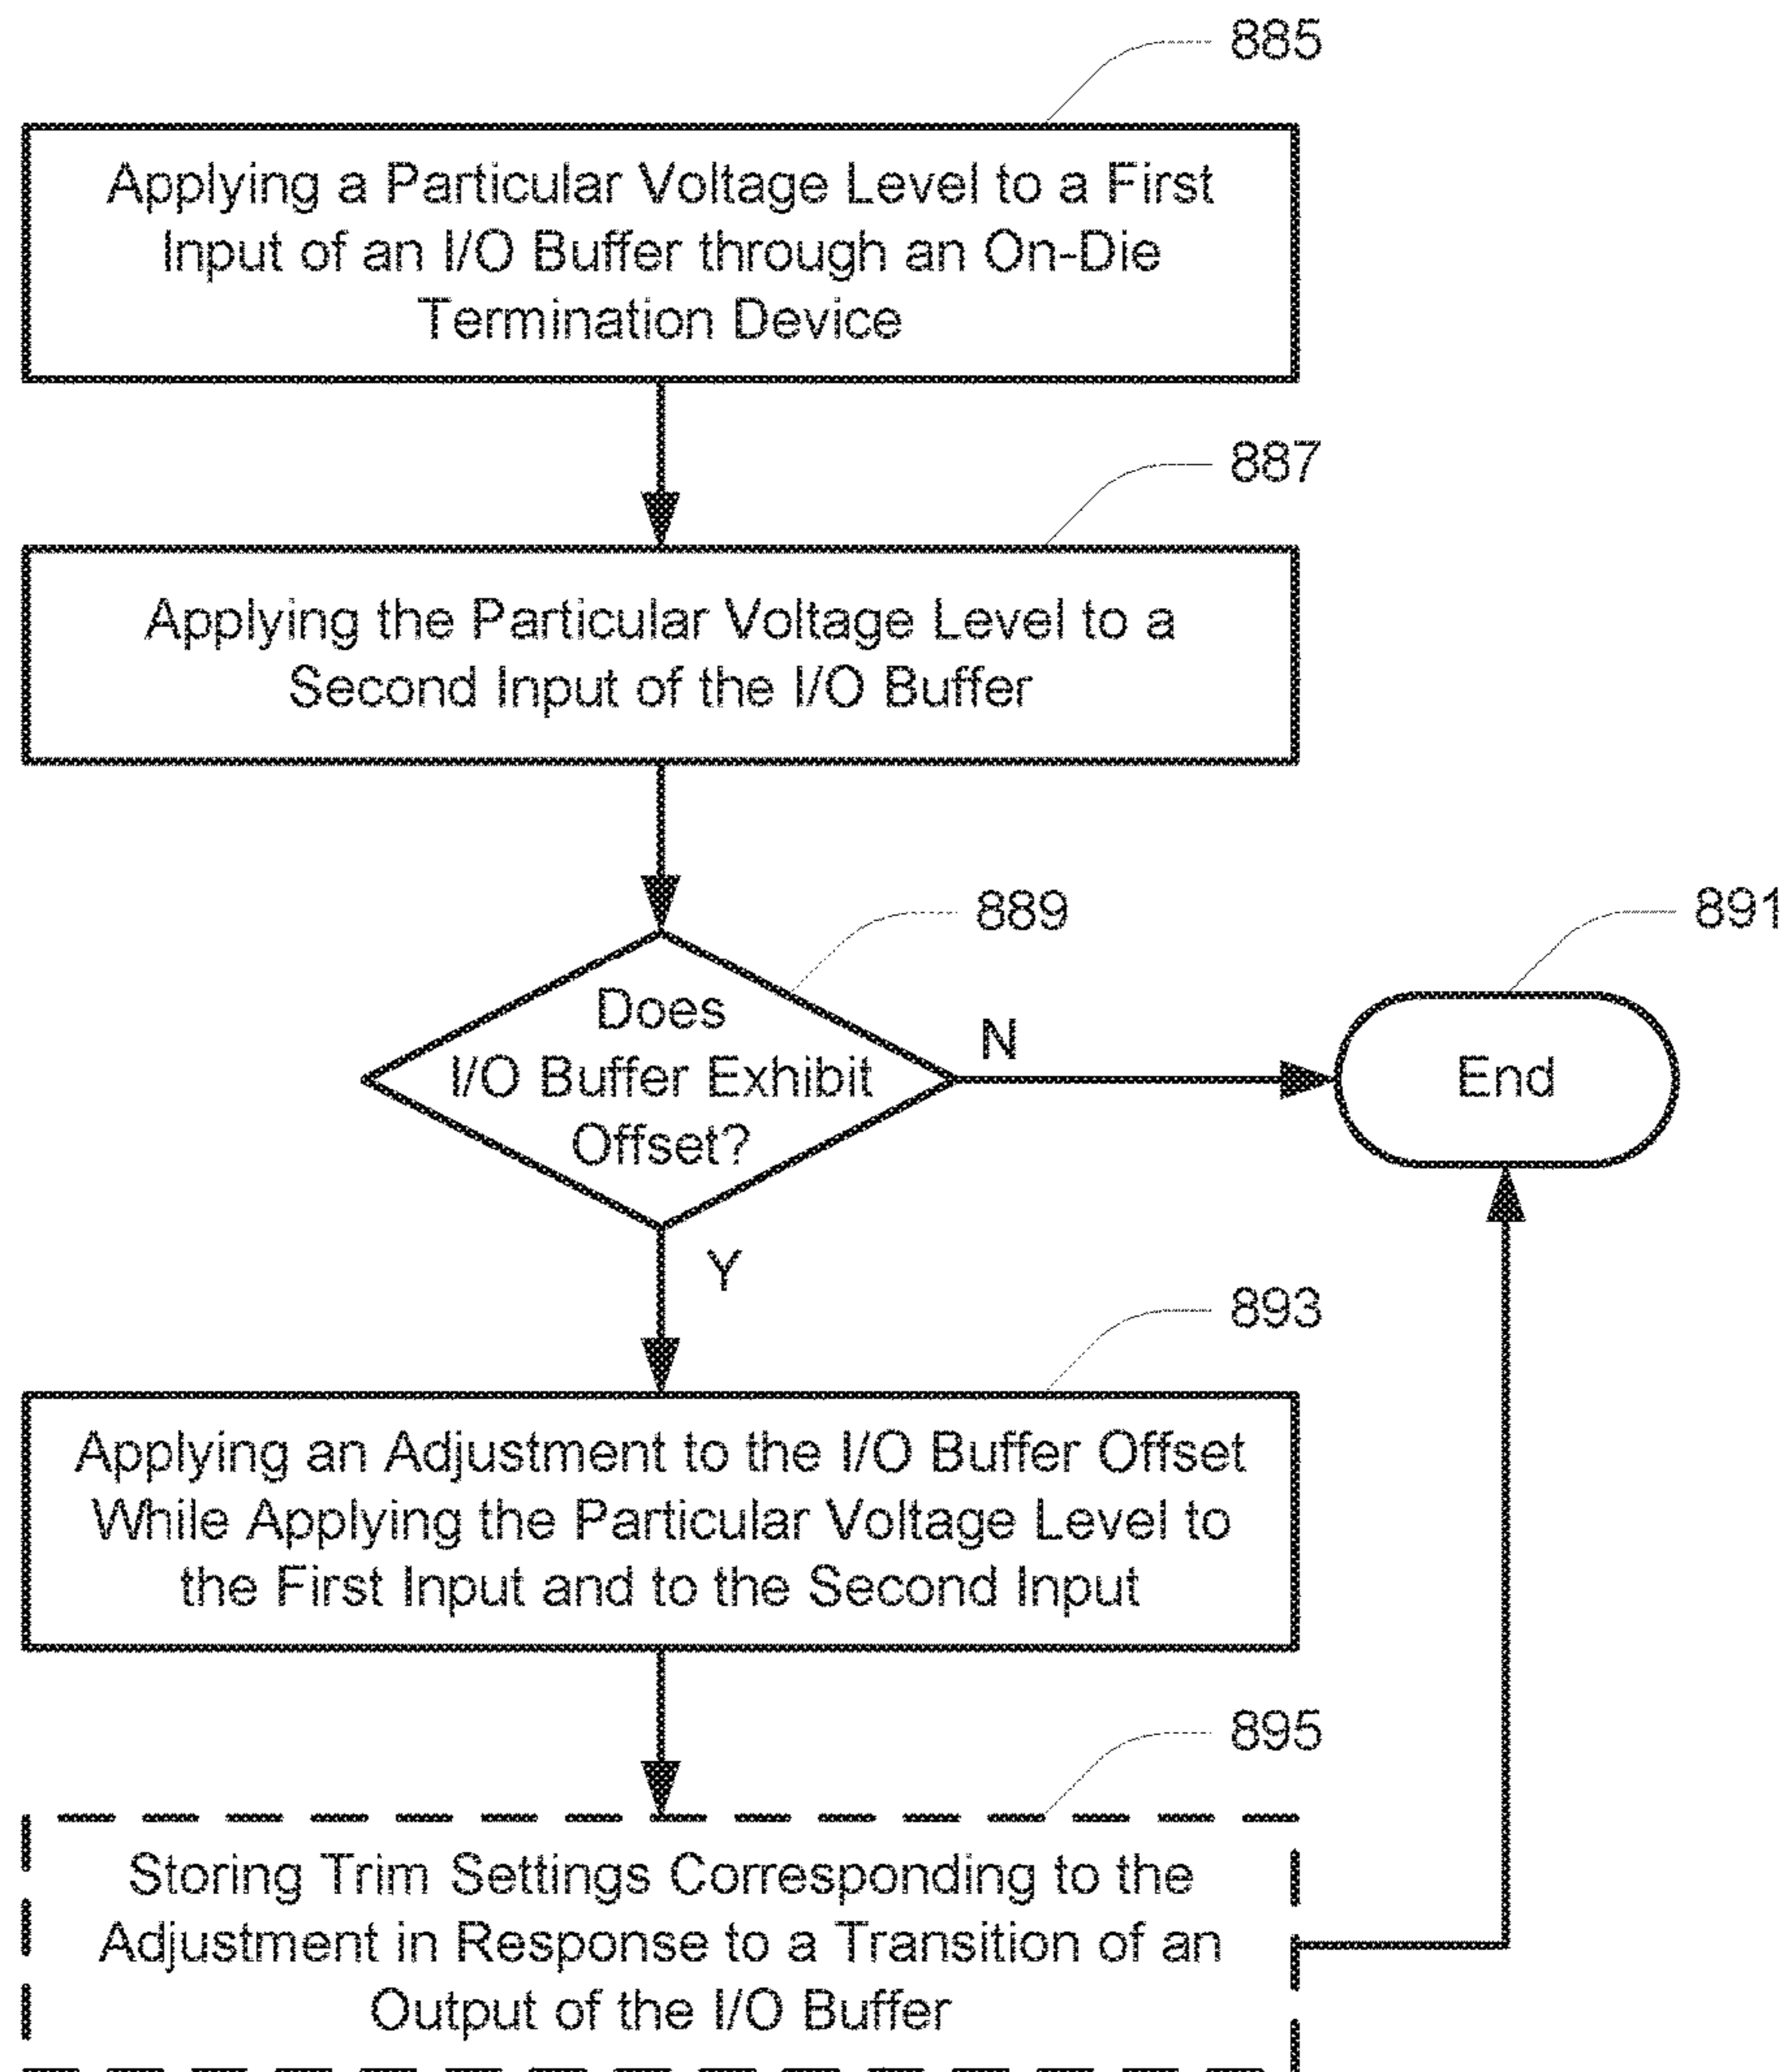 885
Applying a Particular Voltage Level to a First
Input of an I/O Buffer through an On-Die
Termination Device
887
Applying the Particular Voltage Level to a
Second Input of the I/O Buffer
889
891
Does
I/O Buffer Exhibit
Offset?
N
End
Y
893
Applying an Adjustment to the I/O Buffer Offset
While Applying the Particular Voltage Level to
the First Input and to the Second Input
895
Storing Trim Settings Corresponding to the
Adjustment in Response to a Transition of an
Output of the I/O Buffer